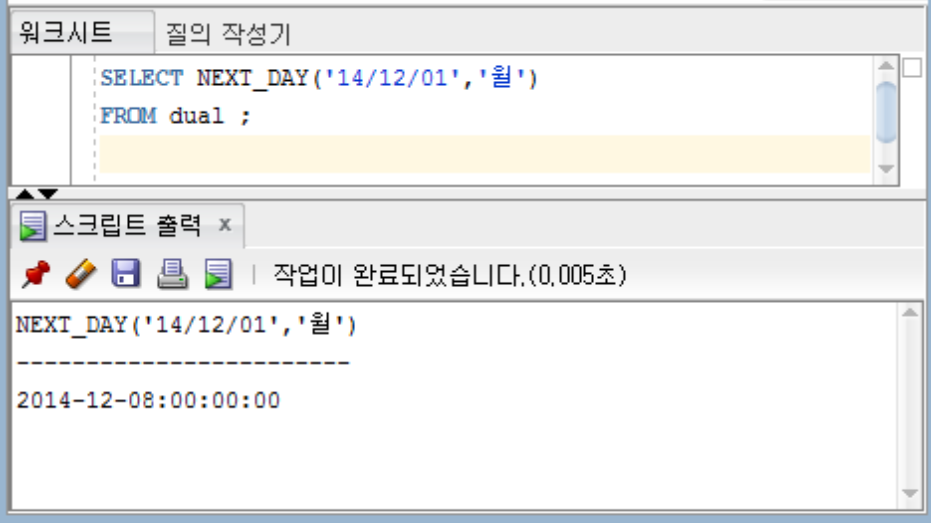 워크시트 질의 작성기
SELECT NEXT_DAY('14/12/01','월')
FROM dual ;
스크립트 출력 x
작업이 완료되었습니다.(0,005초)
NEXT_DAY('14/12/01','월')
------------------------
2014-12-08:00:00:00